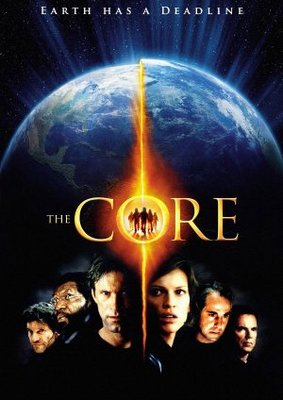 EARTH HAS A DEADLINE
THE CORE